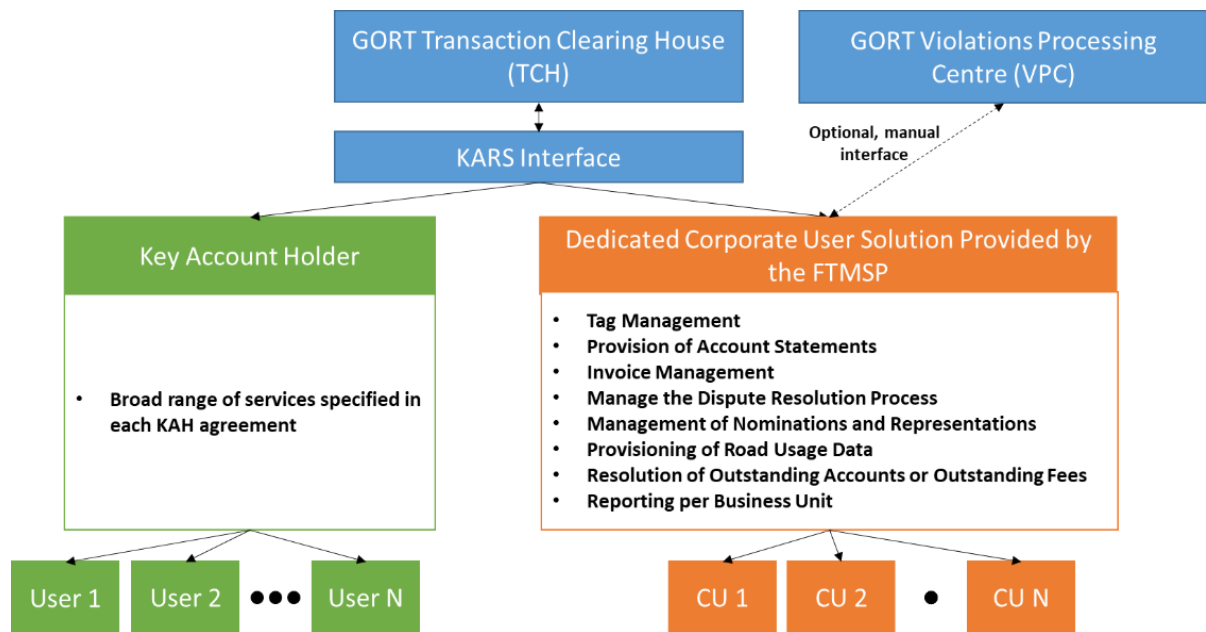 GORT Transaction Clearing House
(TCH)
GORT Violations Processing
Centre (VPC)
Optional, manual
interface
KARS Interface
Key Account Holder
• Broad range of services specified in
each KAH agreement
Dedicated Corporate User Solution Provided by
the FTMSP
• Tag Management
• Provision of Account Statements
• Invoice Management
• Manage the Dispute Resolution Process
• Management of Nominations and Representations
• Provisioning of Road Usage Data
• Resolution of Outstanding Accounts or Outstanding Fees
• Reporting per Business Unit
User 1
User 2
User N
CU 1
CU 2
CU N